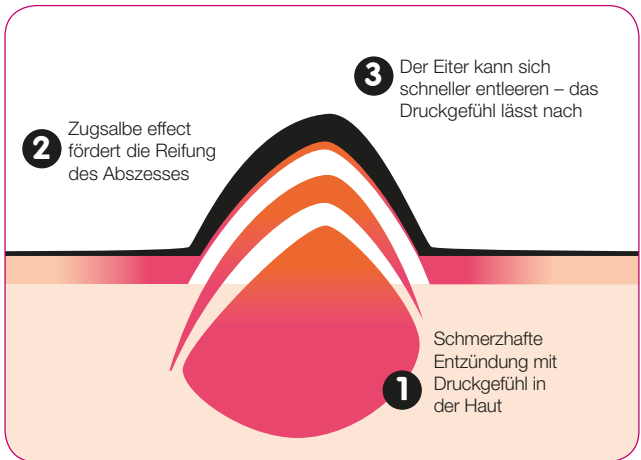 3 Der Eiter kann sich
schneller entleeren – das
Druckgefühl lässt nach
2 Zugsalbe effect
fördert die Reifung
des Abszesses
1 Schmerzhafte
Entzündung mit
Druckgefühl in
der Haut